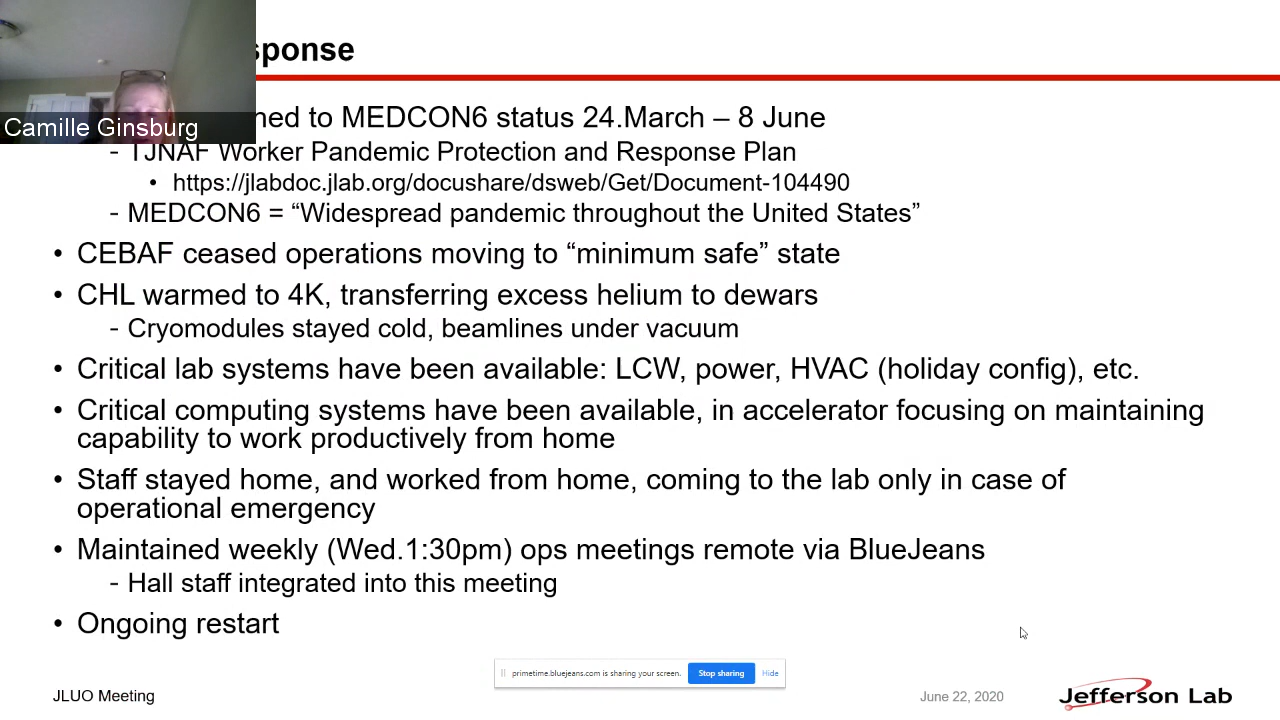 sponse
Camille Ginsburg
ned to MEDCON6 status 24.March – 8 June
- TJNAF Worker Pandemic Protection and Response Plan
• https://jlabdoc.jlab.org/docushare/dsweb/Get/Document-104490
- MEDCON6 = “Widespread pandemic throughout the United States”
• CEBAF ceased operations moving to “minimum safe” state
• CHL warmed to 4K, transferring excess helium to dewars
- Cryomodules stayed cold, beamlines under vacuum
• Critical lab systems have been available: LCW, power, HVAC (holiday config), etc.
• Critical computing systems have been available, in accelerator focusing on maintaining
capability to work productively from home
• Staff stayed home, and worked from home, coming to the lab only in case of
operational emergency
• Maintained weekly (Wed.1:30pm) ops meetings remote via BlueJeans
- Hall staff integrated into this meeting
• Ongoing restart
primetime.bluejeans.com is sharing your screen. Stop sharing Hide
JLUO Meeting June 22, 2020 Jefferson Lab